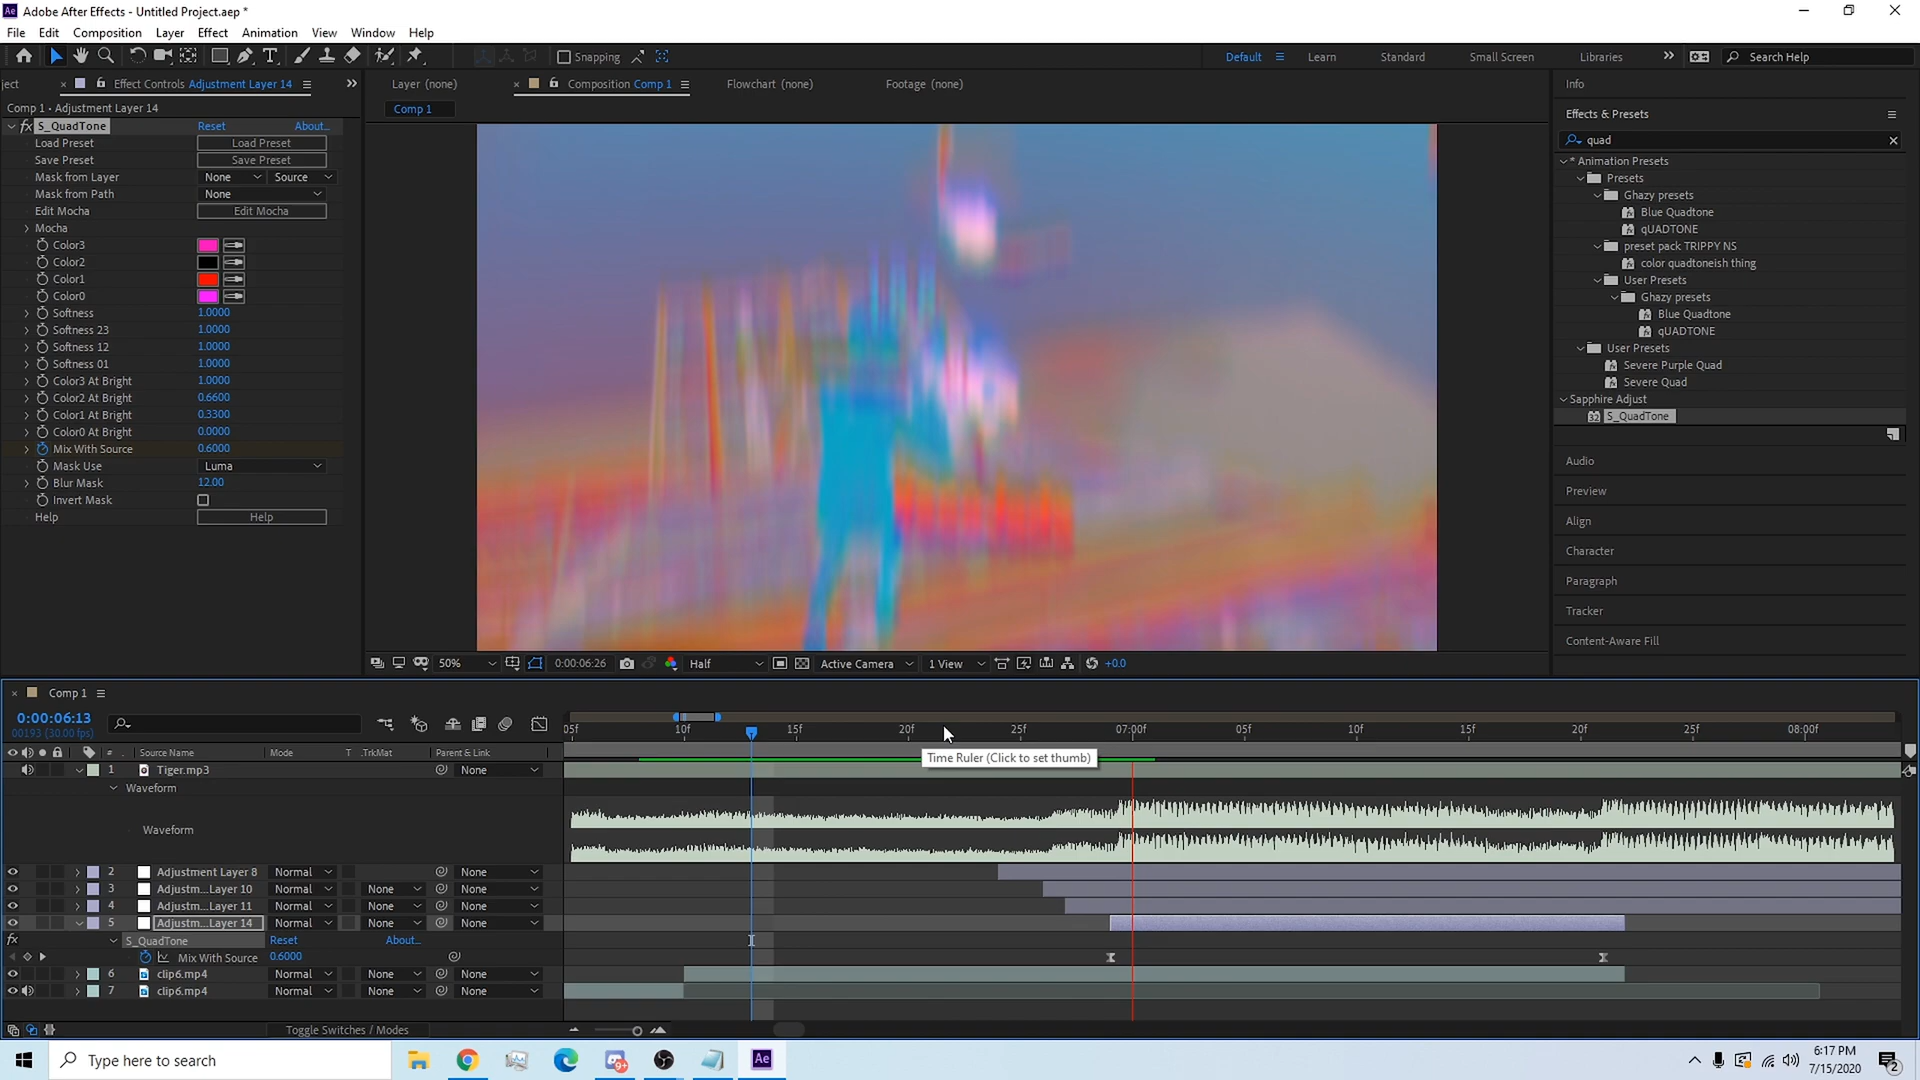 Adobe After Effects - Untitled Project.aep *
File Edit Composition Layer Effect Animation View Window Help
Snapping
Default Learn Standard Small Screen Libraries Search Help
ject Effect Controls Adjustment Layer 14
Comp 1 • Adjustment Layer 14
fx S_QuadTone Reset About...
Load Preset Load Preset
Save Preset Save Preset
Mask from Layer None Source
Mask from Path None
Edit Mocha Edit Mocha
Mocha
Color3
Color2
Color1
Color0
Softness 1.0000
Softness 23 1.0000
Softness 12 1.0000
Softness 01 1.0000
Color3 At Bright 1.0000
Color2 At Bright 0.6600
Color1 At Bright 0.3300
Color0 At Bright 0.0000
Mix With Source 0.6000
Mask Use Luma
Blur Mask 12.00
Invert Mask
Help Help
Layer (none) Composition Comp 1 Flowchart (none) Footage (none)
Comp 1
50% 0:00:06:26 Half Active Camera 1 View +0.0
Info
Effects & Presets
quad
* Animation Presets
Presets
Ghazy presets
Blue Quadtone
qUADTONE
preset pack TRIPPY NS
color quadtoneish thing
User Presets
Ghazy presets
Blue Quadtone
qUADTONE
User Presets
Severe Purple Quad
Severe Quad
Sapphire Adjust
32 S_QuadTone
Audio
Preview
Align
Character
Paragraph
Tracker
Content-Aware Fill
Comp 1
0:00:06:13
00193 (30.00 fps)
05f 10f 15f 20f 25f 07:00f 05f 10f 15f 20f 25f 08:00f
# Source Name Mode T .TrkMat Parent & Link
Time Ruler (Click to set thumb)
1 Tiger.mp3 None
Waveform
Waveform
2 Adjustment Layer 8 Normal None
3 Adjustm...Layer 10 Normal None None
4 Adjustm...Layer 11 Normal None None
5 Adjustm...Layer 14 Normal None None
fx S_QuadTone Reset About...
Mix With Source 0.6000
6 clip6.mp4 Normal None None
7 clip6.mp4 Normal None None
Toggle Switches / Modes
Type here to search
Ae
6:17 PM
7/15/2020
2